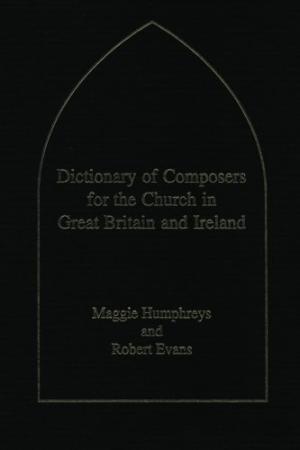 Dictionary of Composers
for the Church in
Great Britain and Ireland
Maggie Humphreys
and
Robert Evans